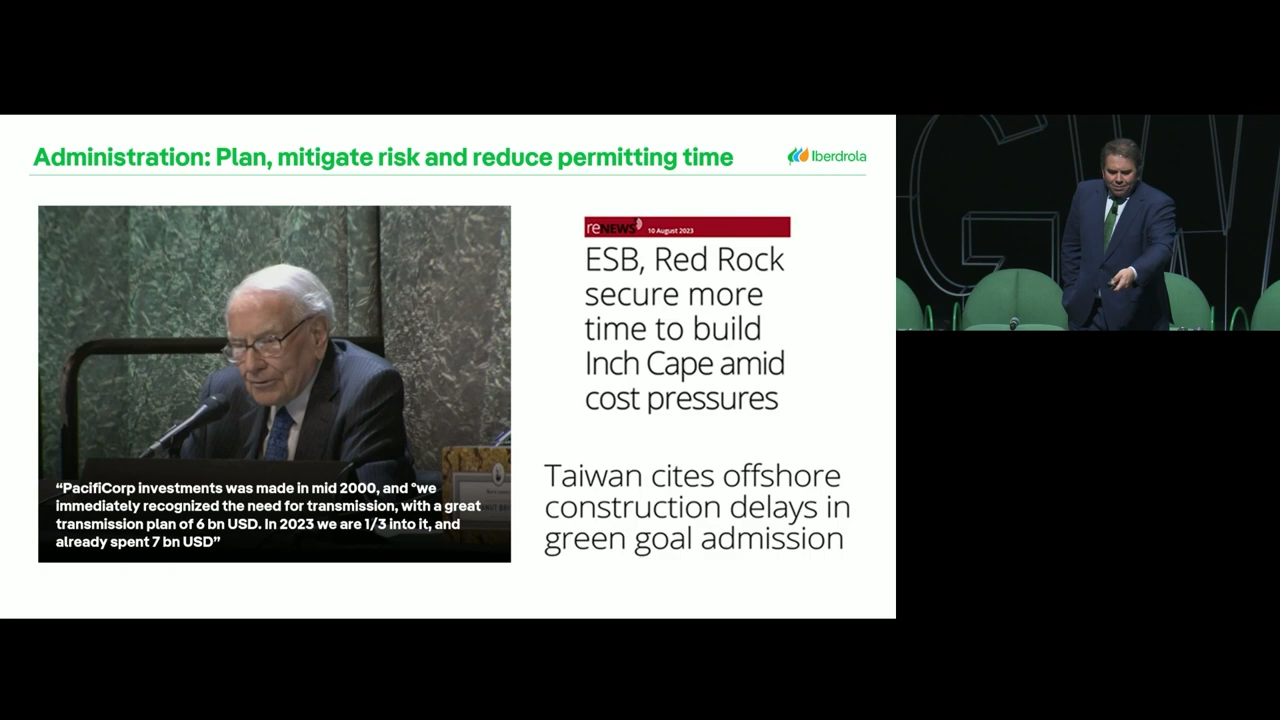 Administration: Plan, mitigate risk and reduce permitting time
Iberdrola
“PacifiCorp investments was made in mid 2000, and “we
immediately recognized the need for transmission, with a great
transmission plan of 6 bn USD. In 2023 we are 1/3 into it, and
already spent 7 bn USD”
reNEWS 10 August 2023
ESB, Red Rock
secure more
time to build
Inch Cape amid
cost pressures
Taiwan cites offshore
construction delays in
green goal admission